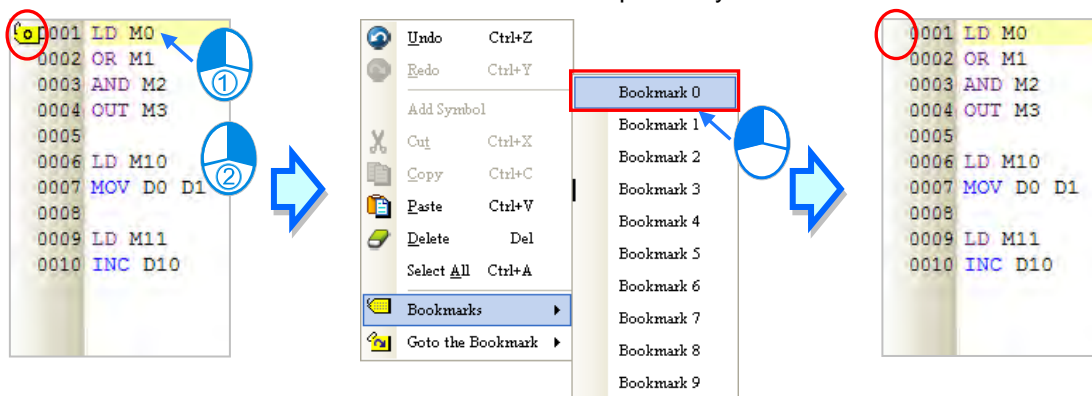 0001 LD M0
0002 OR M1
0003 AND M2
0004 OUT M3
0005
0006 LD M10
0007 MOV D0 D1
0008
0009 LD M11
0010 INC D10
1
2
Undo Ctrl+Z
Redo Ctrl+Y
Add Symbol
Cut Ctrl+X
Copy Ctrl+C
Paste Ctrl+V
Delete Del
Select All Ctrl+A
Bookmarks
Goto the Bookmark
Bookmark 0
Bookmark 1
Bookmark 2
Bookmark 3
Bookmark 4
Bookmark 5
Bookmark 6
Bookmark 7
Bookmark 8
Bookmark 9
0001 LD M0
0002 OR M1
0003 AND M2
0004 OUT M3
0005
0006 LD M10
0007 MOV D0 D1
0008
0009 LD M11
0010 INC D10